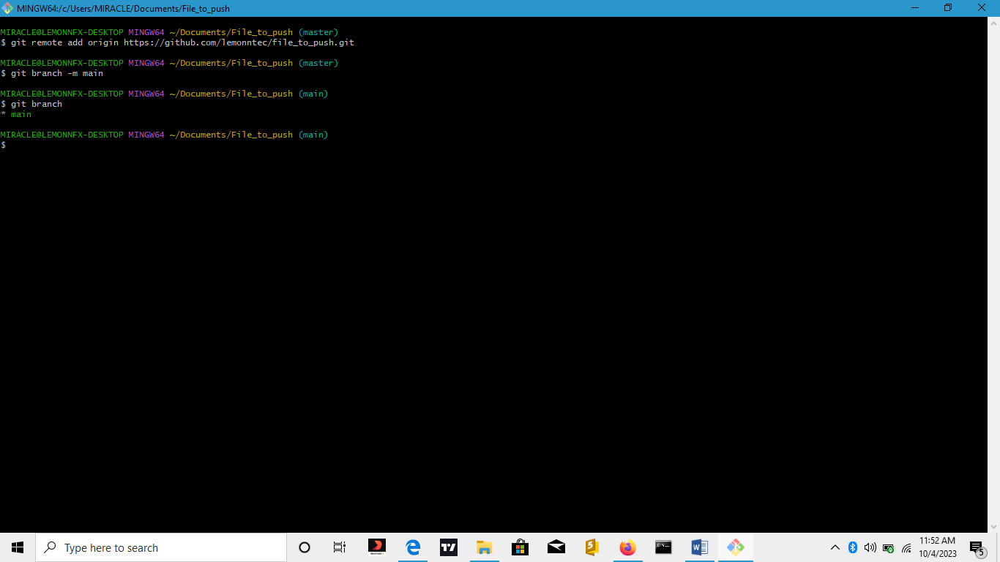 MINGW64:/c/Users/MIRACLE/Documents/File_to_push
MIRACLE@LEMONNFX-DESKTOP MINGW64 ~/Documents/File_to_push (master)
$ git remote add origin https://github.com/lemonntec/file_to_push.git
MIRACLE@LEMONNFX-DESKTOP MINGW64 ~/Documents/File_to_push (master)
$ git branch -m main
MIRACLE@LEMONNFX-DESKTOP MINGW64 ~/Documents/File_to_push (main)
$ git branch
* main
MIRACLE@LEMONNFX-DESKTOP MINGW64 ~/Documents/File_to_push (main)
$
Type here to search
11:52 AM
10/4/2023
5